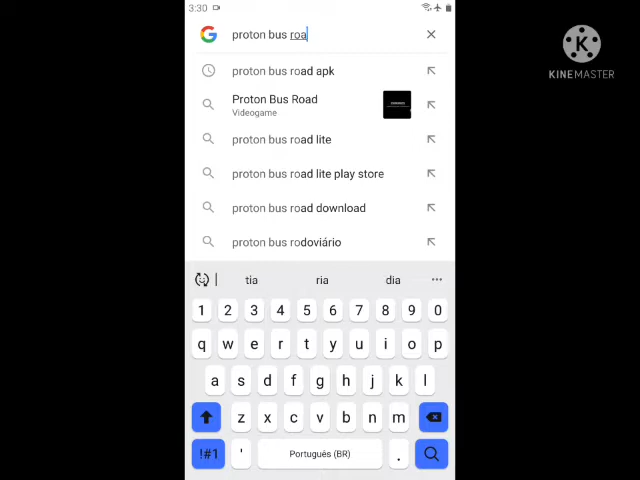 3:30
proton bus roa
K
KINEMASTER
proton bus road apk
Proton Bus Road
Videogame
proton bus road lite
proton bus road lite play store
proton bus road download
proton bus rodoviário
tia ria dia
1 2 3 4 5 6 7 8 9 0
q w e r t y u i o p
a s d f g h j k l
z x c v b n m
!#1 ' Português (BR) .